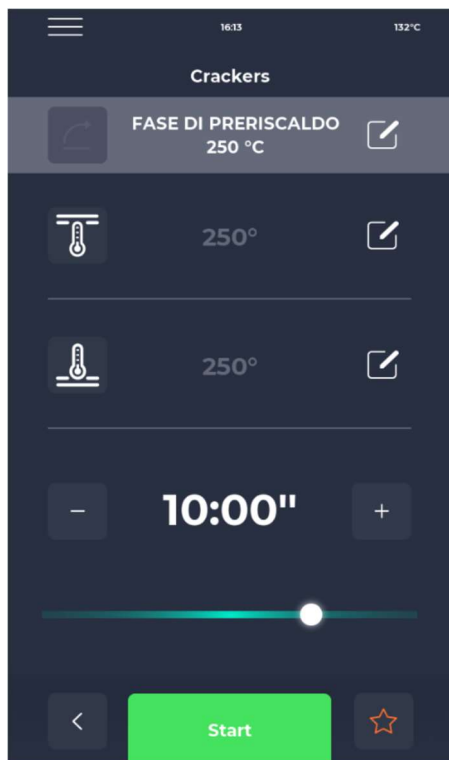 16:13
132°C
Crackers
FASE DI PRERISCALDO
250 °C
250°
250°
− 10:00" +
Start